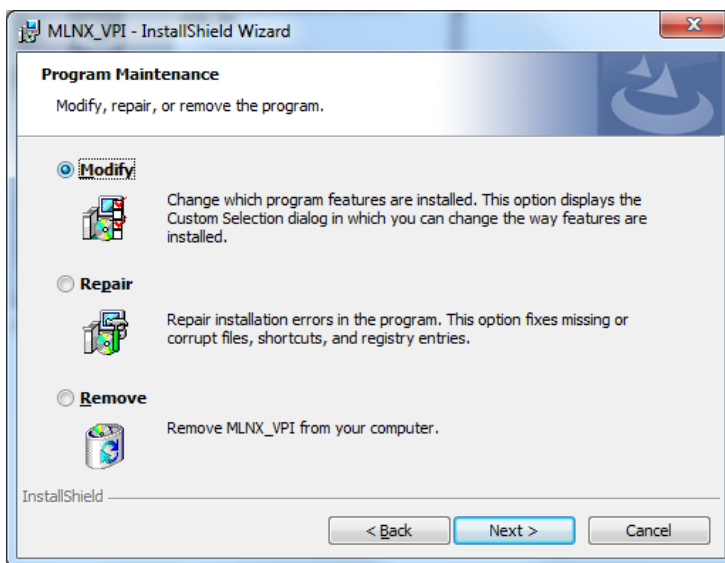 MLNX_VPI - InstallShield Wizard
Program Maintenance
Modify, repair, or remove the program.
Modify
Change which program features are installed. This option displays the
Custom Selection dialog in which you can change the way features are
installed.
Repair
Repair installation errors in the program. This option fixes missing or
corrupt files, shortcuts, and registry entries.
Remove
Remove MLNX_VPI from your computer.
InstallShield
< Back
Next >
Cancel